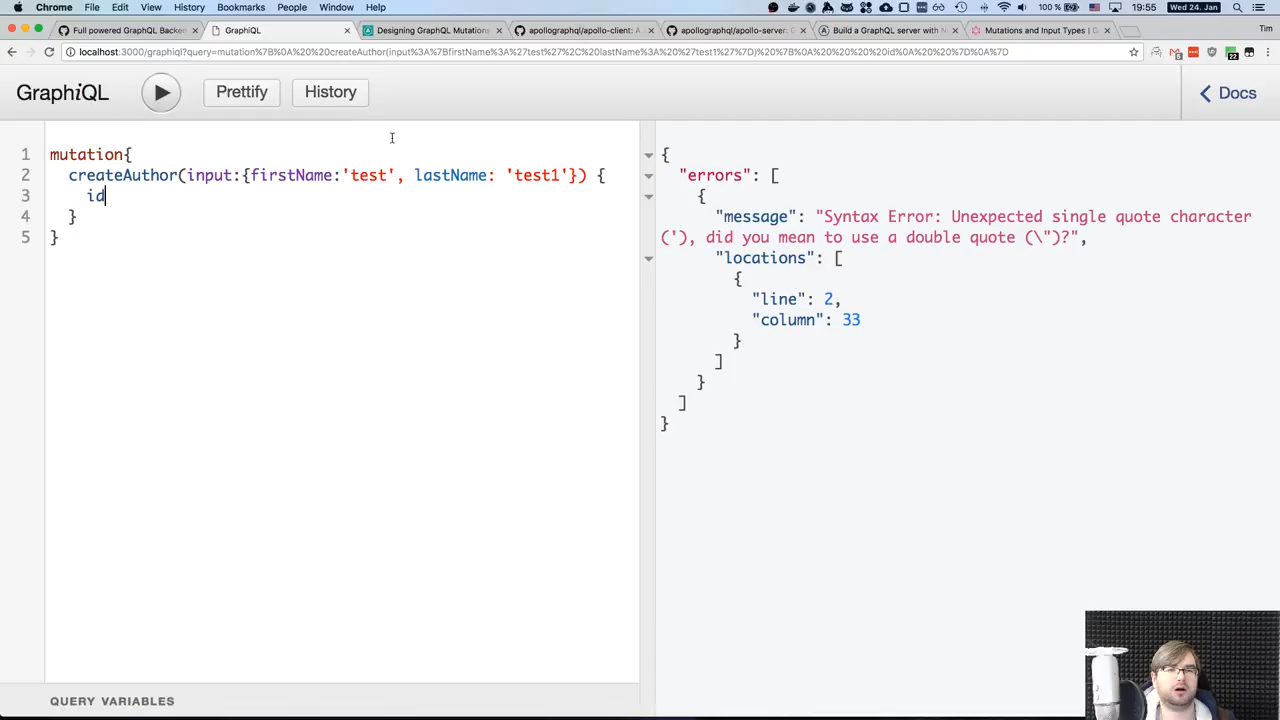 Chrome File Edit View History Bookmarks People Window Help 100 % 19:55 Wed 24. Jan
Full powered GraphQL Backen × GraphiQL × Designing GraphQL Mutations × apollographql/apollo-client: A × apollographql/apollo-server: G × Build a GraphQL server with N × Mutations and Input Types | G × Tim
localhost:3000/graphiql?query=mutation%7B%0A%20%20createAuthor(input%3A%7BfirstName%3A%27test%27%2C%20lastName%3A%20%27test1%27%7D)%20%7B%0A%20%20%20%20id%0A%20%20%7D%0A%7D
GraphiQL Prettify History Docs
1 mutation{
2 createAuthor(input:{firstName:'test', lastName: 'test1'}) {
3 id
4 }
5 }
{
"errors": [
{
"message": "Syntax Error: Unexpected single quote character
('), did you mean to use a double quote (\")?",
"locations": [
{
"line": 2,
"column": 33
}
]
}
]
}
QUERY VARIABLES